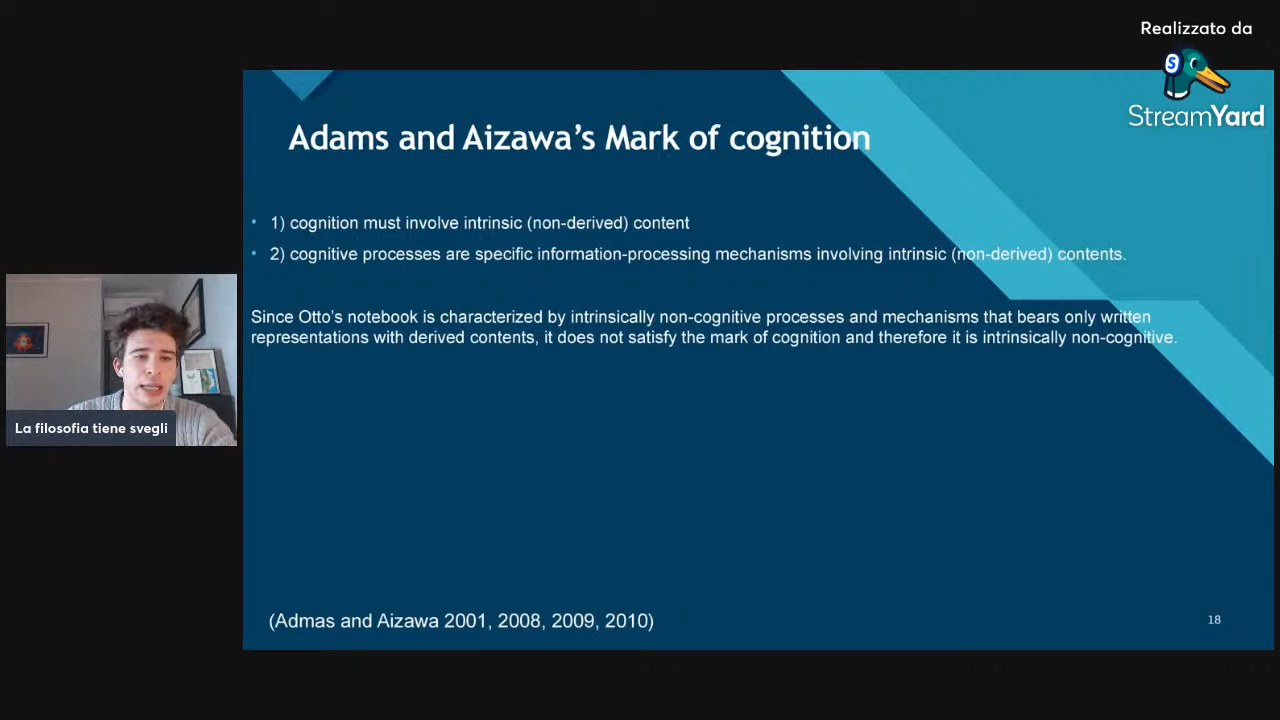 Realizzato da
StreamYard
Adams and Aizawa’s Mark of cognition
• 1) cognition must involve intrinsic (non-derived) content
• 2) cognitive processes are specific information-processing mechanisms involving intrinsic (non-derived) contents.
Since Otto’s notebook is characterized by intrinsically non-cognitive processes and mechanisms that bears only written
representations with derived contents, it does not satisfy the mark of cognition and therefore it is intrinsically non-cognitive.
La filosofia tiene svegli
(Admas and Aizawa 2001, 2008, 2009, 2010)
18